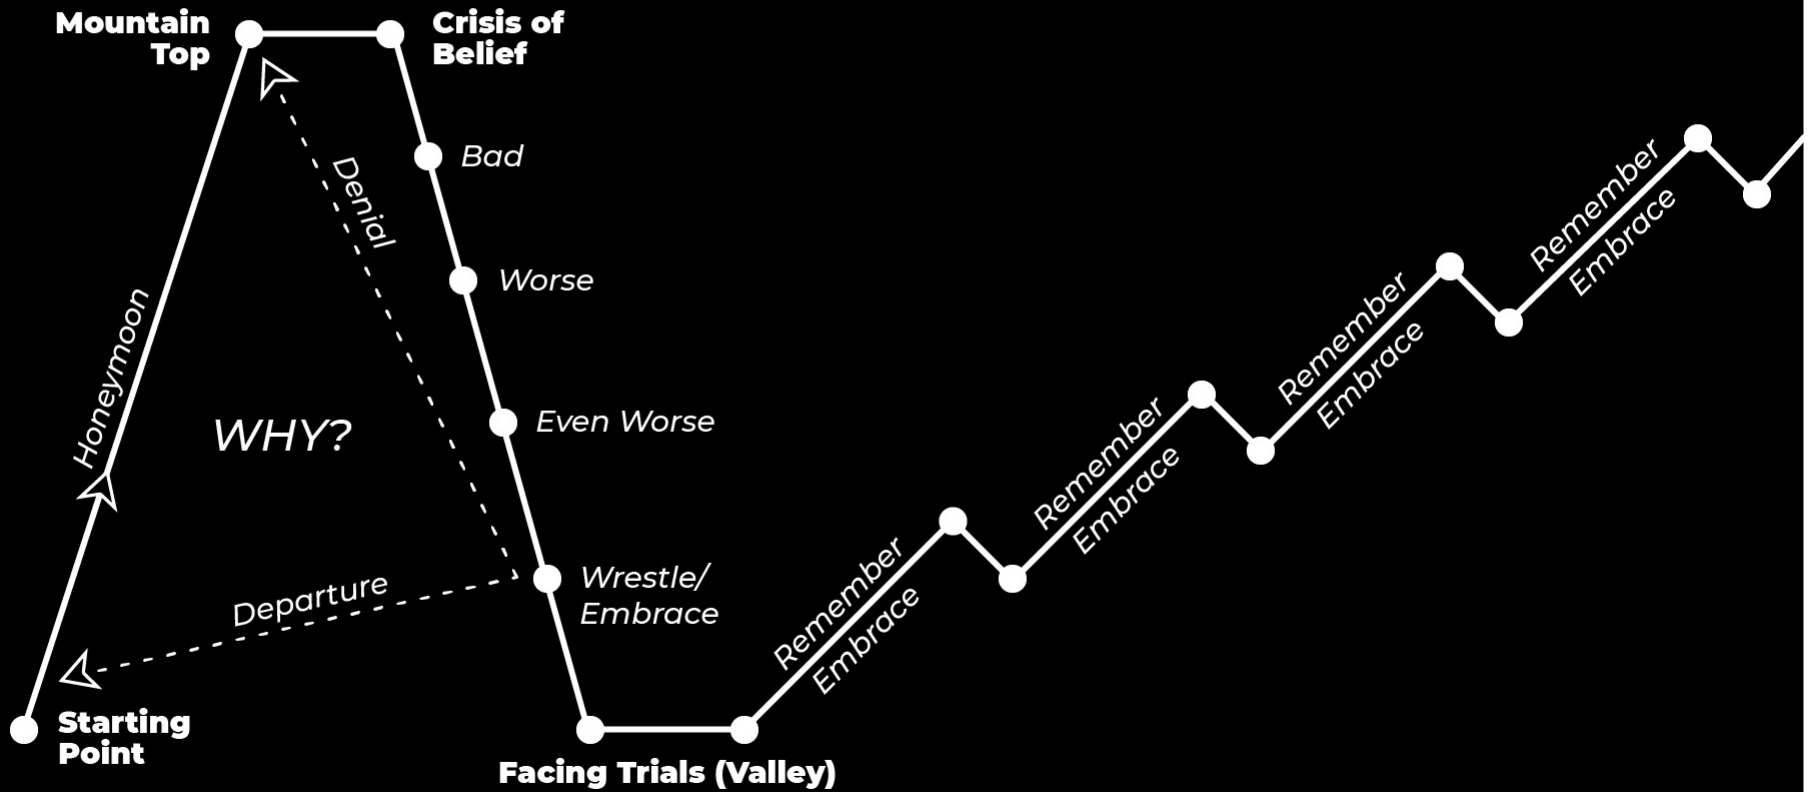 Mountain
Top
Crisis of
Belief
Bad
Denial
Worse
Honeymoon
WHY?
Even Worse
Wrestle/
Embrace
Departure
Starting
Point
Facing Trials (Valley)
Remember
Embrace
Remember
Embrace
Remember
Embrace
Remember
Embrace